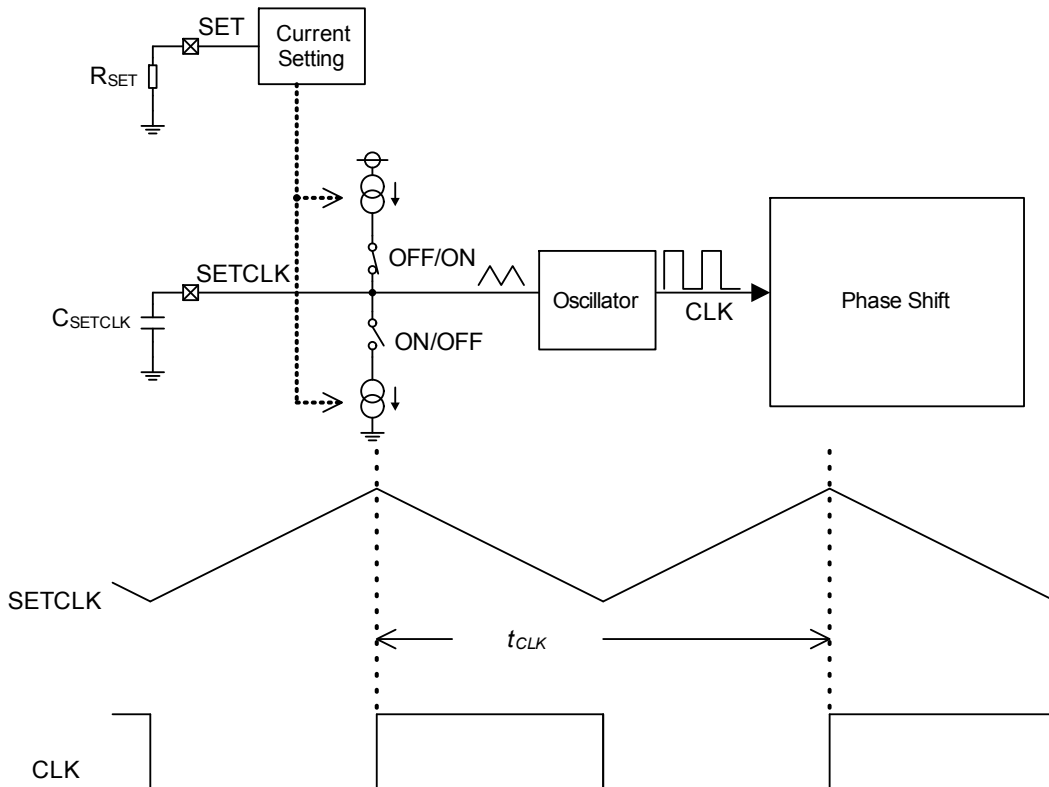 SET
Current
Setting
RSET
OFF/ON
SETCLK
CSETCLK
ON/OFF
Oscillator
CLK
Phase Shift
SETCLK
tCLK
CLK